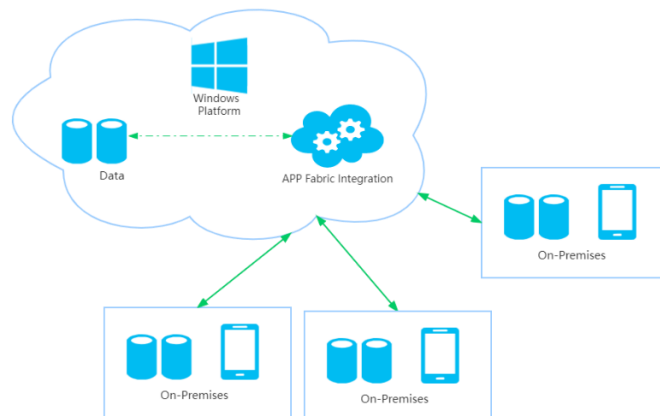 Windows
Platform
Data
APP Fabric Integration
On-Premises
On-Premises
On-Premises